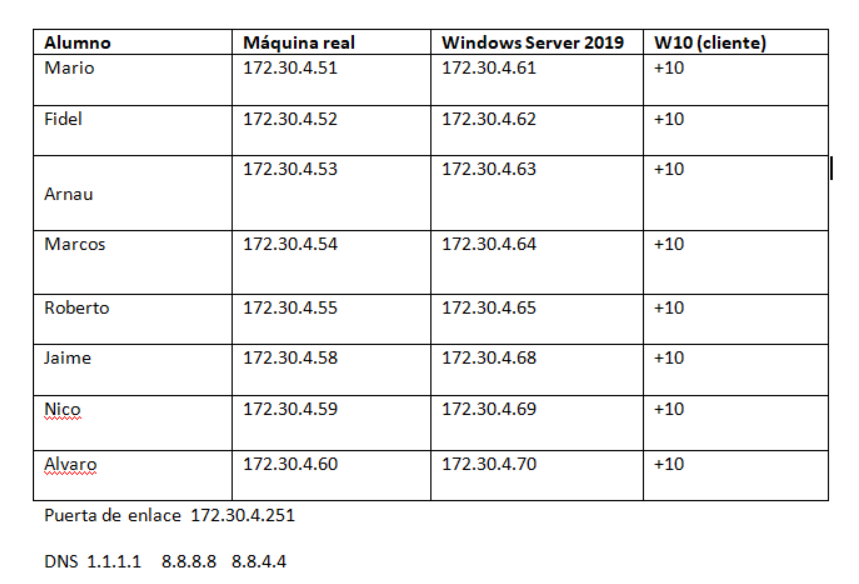 Alumno Máquina real Windows Server 2019 W10 (cliente)
Mario 172.30.4.51 172.30.4.61 +10
Fidel 172.30.4.52 172.30.4.62 +10
Arnau 172.30.4.53 172.30.4.63 +10
Marcos 172.30.4.54 172.30.4.64 +10
Roberto 172.30.4.55 172.30.4.65 +10
Jaime 172.30.4.58 172.30.4.68 +10
Nico 172.30.4.59 172.30.4.69 +10
Alvaro 172.30.4.60 172.30.4.70 +10
Puerta de enlace 172.30.4.251
DNS 1.1.1.1 8.8.8.8 8.8.4.4